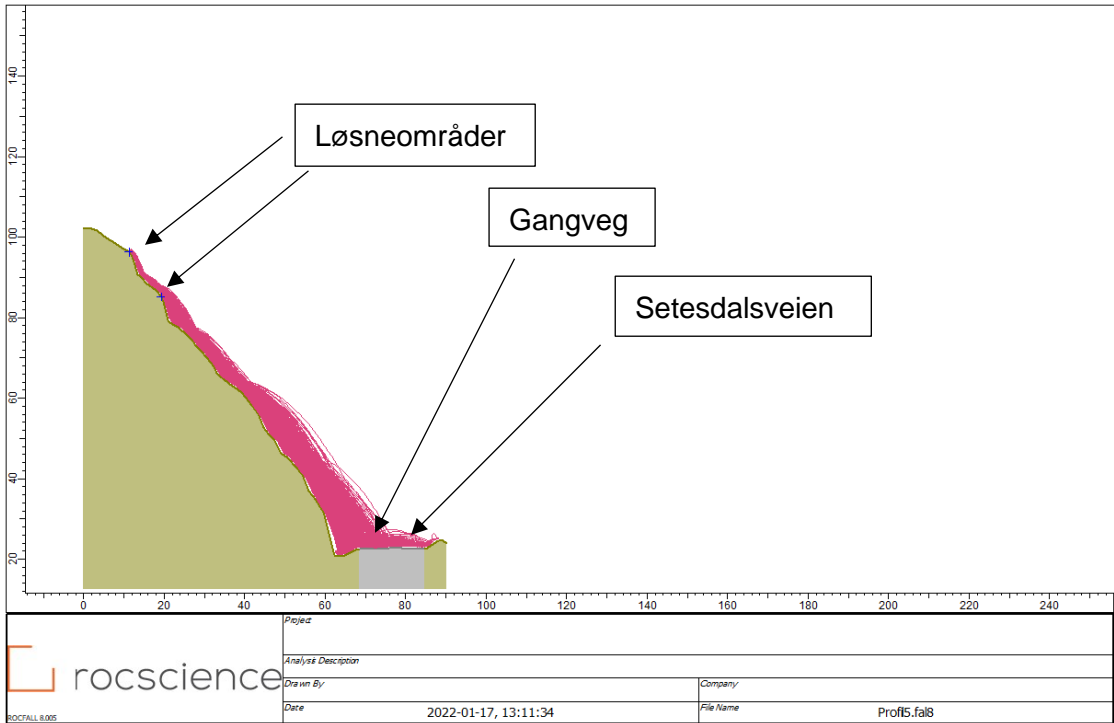 140
120
100
80
60
40
20
Løsneområder
Gangveg
Setesdalsveien
0 20 40 60 80 100 120 140 160 180 200 220 240
rocscience
ROCFALL 8.005
Project
Analysis Description
Drawn By
Company
Date
2022-01-17, 13:11:34
File Name
Profil5.fal8